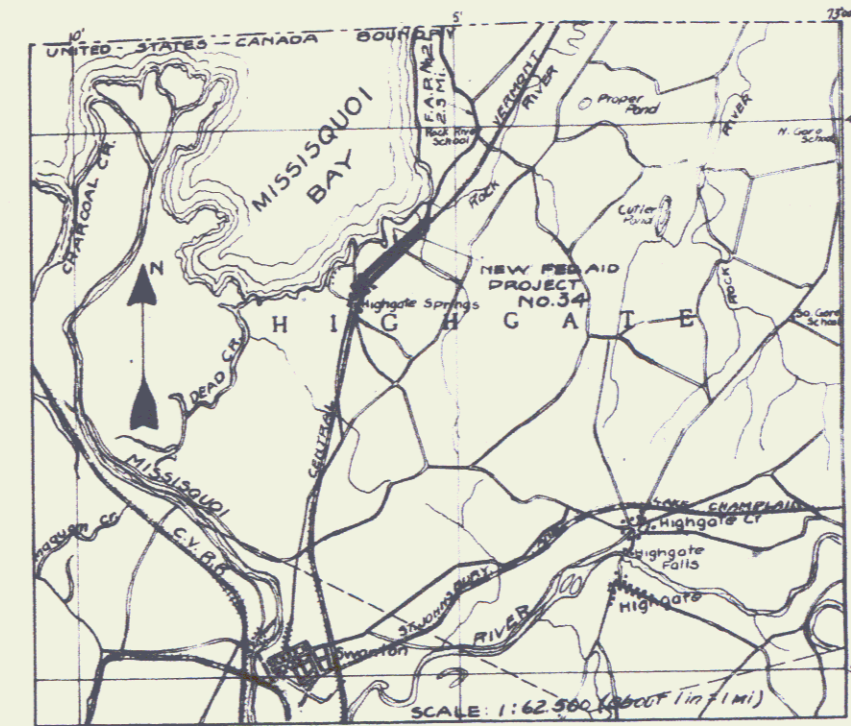 10'
5'
73°00'
UNITED - STATES - CANADA BOUNDARY
F.A.R. No 2
2.3 Mi.
VERMONT
RIVER
Proper
Pond
RIVER
MISSISQUOI
BAY
Rock River
School
N. Gore
School
CHARCOAL CR.
ROCK
Cutler
Pond
N
NEW FED AID
PROJECT
NO. 34
ROCK
Highgate Springs
HIGHGATE
So. Gore
School
DEAD CR.
CENTRAL
MISSISQUOI
LAKE CHAMPLAIN
Highgate Cr
C.V.R.R.
Highgate
Falls
ST. JOHNSBURY
Highgate
RIVER
Swanton
SCALE: 1:62.500 (about 1 in = 1 mi)